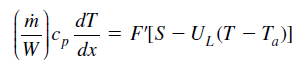 (ṁ/W) c_p dT/dx = F′[S − U_L(T − T_a)]